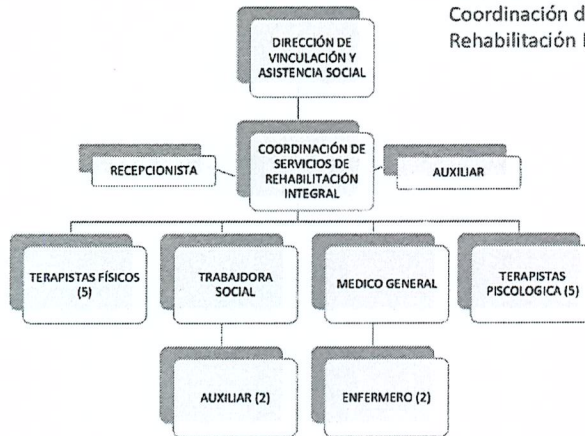 Coordinación d
Rehabilitación I
DIRECCIÓN DE
VINCULACIÓN Y
ASISTENCIA SOCIAL
COORDINACIÓN DE
SERVICIOS DE
REHABILITACIÓN
INTEGRAL
RECEPCIONISTA
AUXILIAR
TERAPISTAS FÍSICOS
(5)
TRABAJDORA
SOCIAL
MEDICO GENERAL
TERAPISTAS
PISCOLOGICA (5)
AUXILIAR (2)
ENFERMERO (2)